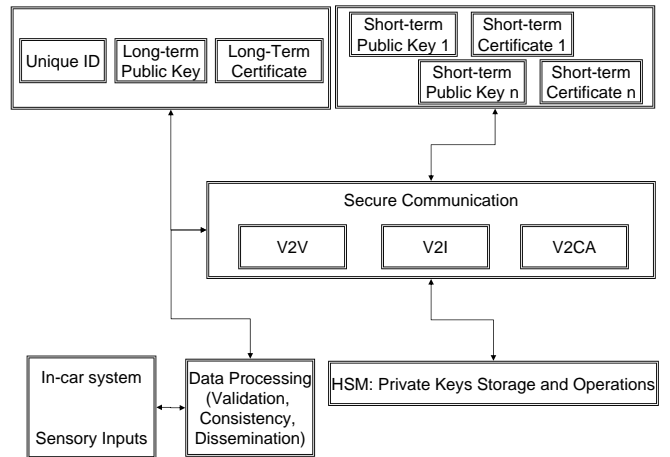 Unique ID
Long-term
Public Key
Long-Term
Certificate
Short-term
Public Key 1
Short-term
Certificate 1
Short-term
Public Key n
Short-term
Certificate n
Secure Communication
V2V
V2I
V2CA
In-car system
Sensory Inputs
Data Processing
(Validation,
Consistency,
Dissemination)
HSM: Private Keys Storage and Operations